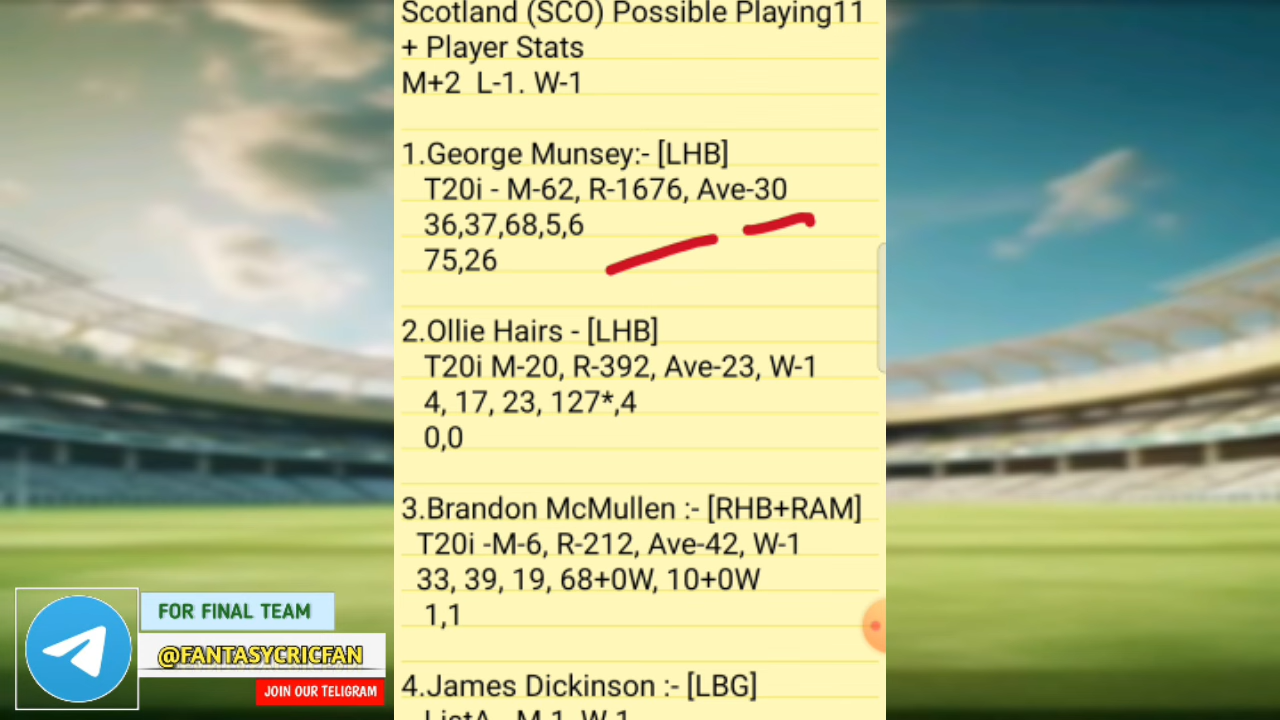 Scotland (SCO) Possible Playing11
+ Player Stats
M+2 L-1. W-1
1.George Munsey:- [LHB]
T20i - M-62, R-1676, Ave-30
36,37,68,5,6
75,26
2.Ollie Hairs - [LHB]
T20i M-20, R-392, Ave-23, W-1
4, 17, 23, 127*,4
0,0
3.Brandon McMullen :- [RHB+RAM]
T20i -M-6, R-212, Ave-42, W-1
33, 39, 19, 68+0W, 10+0W
1,1
4.James Dickinson :- [LBG]
ListA - M-1, W-1
FOR FINAL TEAM
@FANTASYCRICFAN
JOIN OUR TELIGRAM